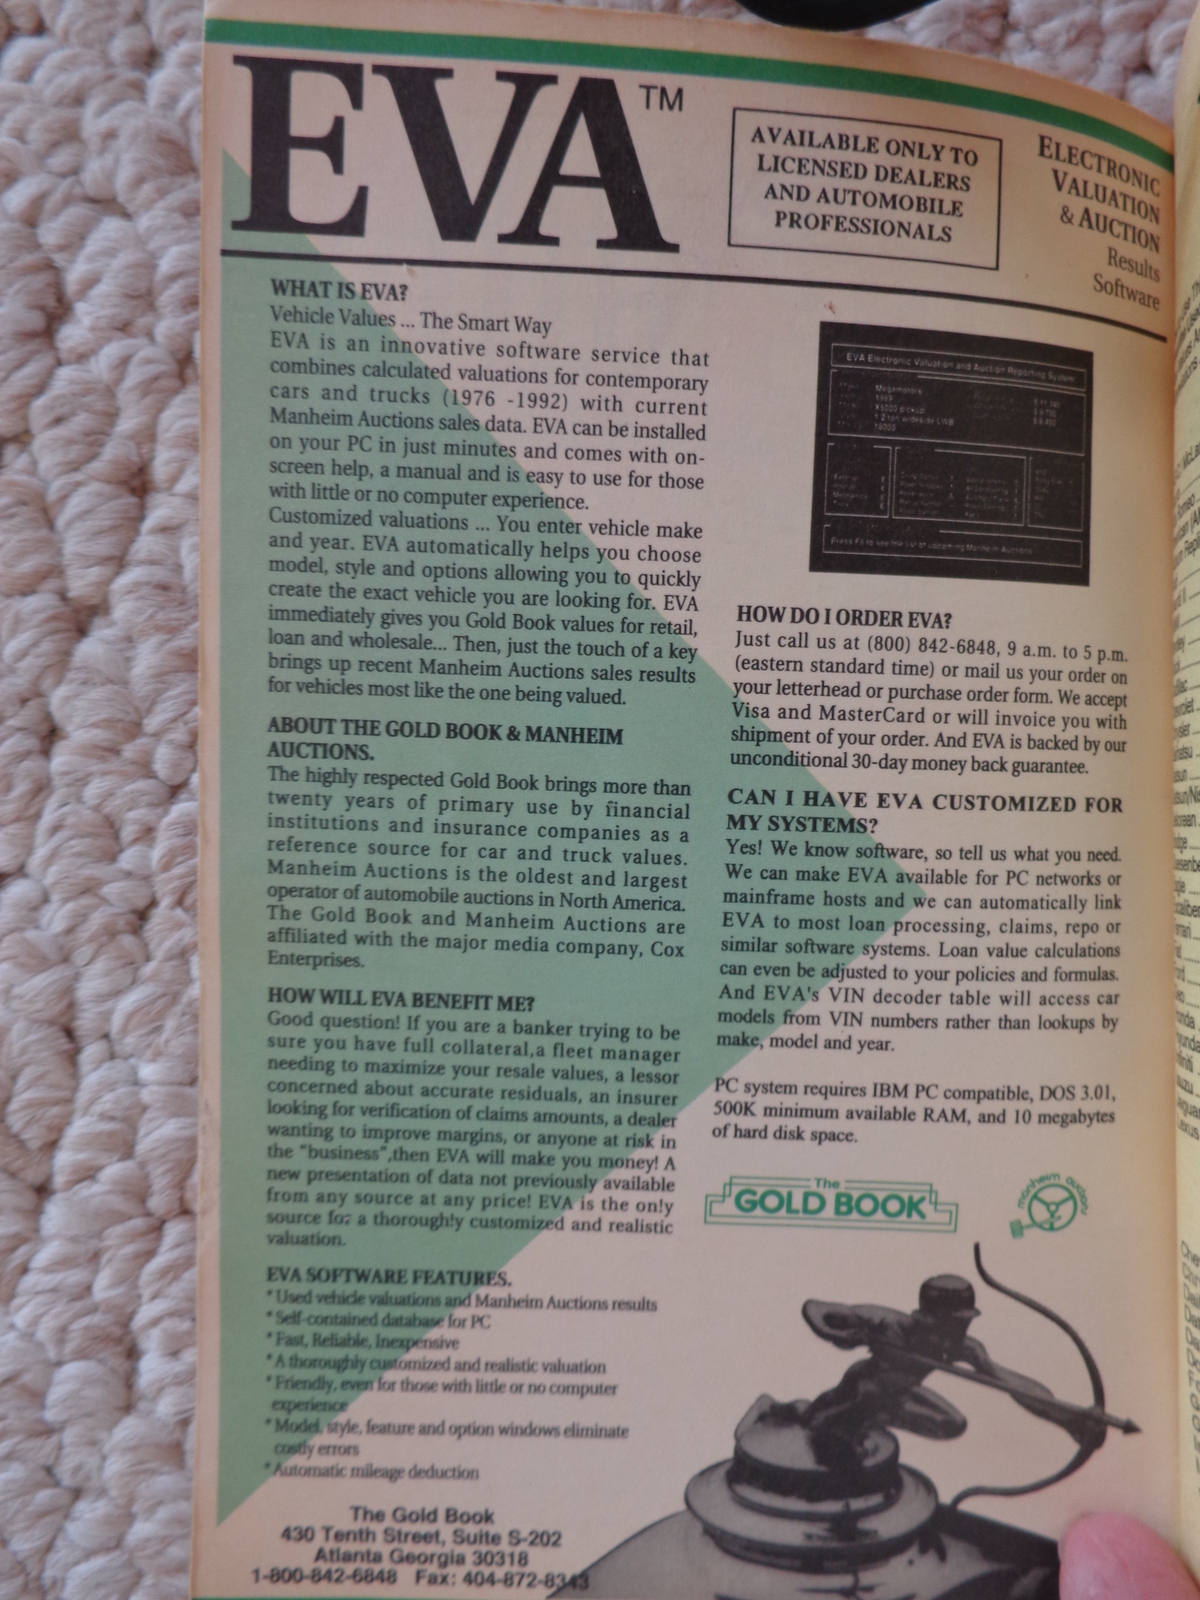 EVA™
AVAILABLE ONLY TO
LICENSED DEALERS
AND AUTOMOBILE
PROFESSIONALS
ELECTRONIC
VALUATION
& AUCTION
Results
Software
WHAT IS EVA?
Vehicle Values ... The Smart Way
EVA is an innovative software service that
combines calculated valuations for contemporary
cars and trucks (1976 -1992) with current
Manheim Auctions sales data. EVA can be installed
on your PC in just minutes and comes with on-
screen help, a manual and is easy to use for those
with little or no computer experience.
Customized valuations ... You enter vehicle make
and year. EVA automatically helps you choose
model, style and options allowing you to quickly
create the exact vehicle you are looking for. EVA
immediately gives you Gold Book values for retail,
loan and wholesale... Then, just the touch of a key
brings up recent Manheim Auctions sales results
for vehicles most like the one being valued.
ABOUT THE GOLD BOOK & MANHEIM
AUCTIONS.
The highly respected Gold Book brings more than
twenty years of primary use by financial
institutions and insurance companies as a
reference source for car and truck values.
Manheim Auctions is the oldest and largest
operator of automobile auctions in North America.
The Gold Book and Manheim Auctions are
affiliated with the major media company, Cox
Enterprises.
HOW WILL EVA BENEFIT ME?
Good question! If you are a banker trying to be
sure you have full collateral,a fleet manager
needing to maximize your resale values, a lessor
concerned about accurate residuals, an insurer
looking for verification of claims amounts, a dealer
wanting to improve margins, or anyone at risk in
the "business",then EVA will make you money! A
new presentation of data not previously available
from any source at any price! EVA is the only
source for a thoroughly customized and realistic
valuation.
EVA SOFTWARE FEATURES.
* Used vehicle valuations and Manheim Auctions results
* Self-contained database for PC
* Fast, Reliable, Inexpensive
* A thoroughly customized and realistic valuation
* Friendly, even for those with little or no computer
experience
* Model, style, feature and option windows eliminate
costly errors
* Automatic mileage deduction
The Gold Book
430 Tenth Street, Suite S-202
Atlanta Georgia 30318
1-800-842-6848 Fax: 404-872-8343
EVA Electronic Valuation and Auction Reporting System
Press F5 to see the list of upcoming Manheim Auctions
HOW DO I ORDER EVA?
Just call us at (800) 842-6848, 9 a.m. to 5 p.m.
(eastern standard time) or mail us your order on
your letterhead or purchase order form. We accept
Visa and MasterCard or will invoice you with
shipment of your order. And EVA is backed by our
unconditional 30-day money back guarantee.
CAN I HAVE EVA CUSTOMIZED FOR
MY SYSTEMS?
Yes! We know software, so tell us what you need.
We can make EVA available for PC networks or
mainframe hosts and we can automatically link
EVA to most loan processing, claims, repo or
similar software systems. Loan value calculations
can even be adjusted to your policies and formulas.
And EVA's VIN decoder table will access car
models from VIN numbers rather than lookups by
make, model and year.
PC system requires IBM PC compatible, DOS 3.01,
500K minimum available RAM, and 10 megabytes
of hard disk space.
The
GOLD BOOK
manheim auctions